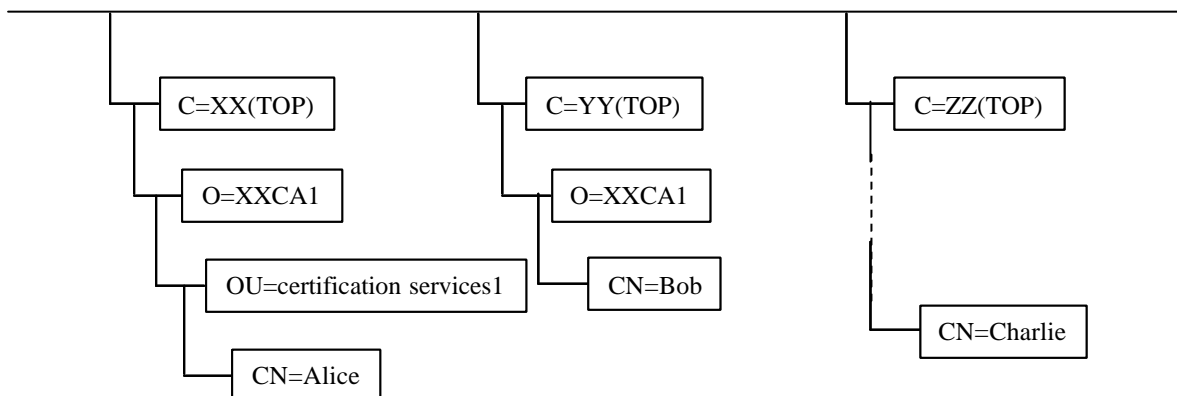 C=XX(TOP)
C=YY(TOP)
C=ZZ(TOP)
O=XXCA1
O=XXCA1
OU=certification services1
CN=Bob
CN=Charlie
CN=Alice